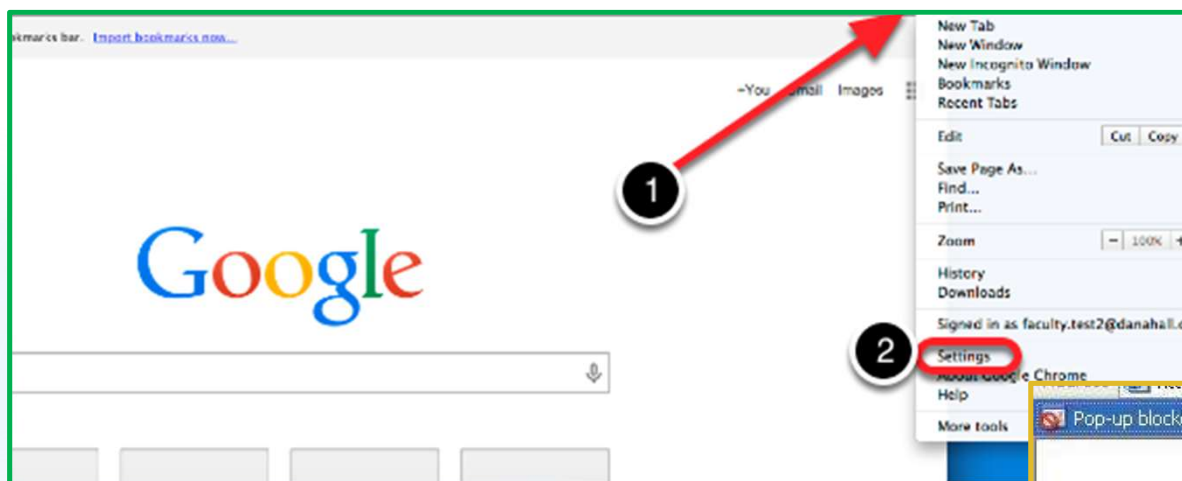 okmarks bar. Import bookmarks now...
+You Gmail Images
1
Google
2
New Tab
New Window
New Incognito Window
Bookmarks
Recent Tabs
Edit Cut Copy
Save Page As...
Find...
Print...
Zoom - 100% +
History
Downloads
Signed in as faculty.test2@danahall.
Settings
About Google Chrome
Help
More tools
Pop-up blocke